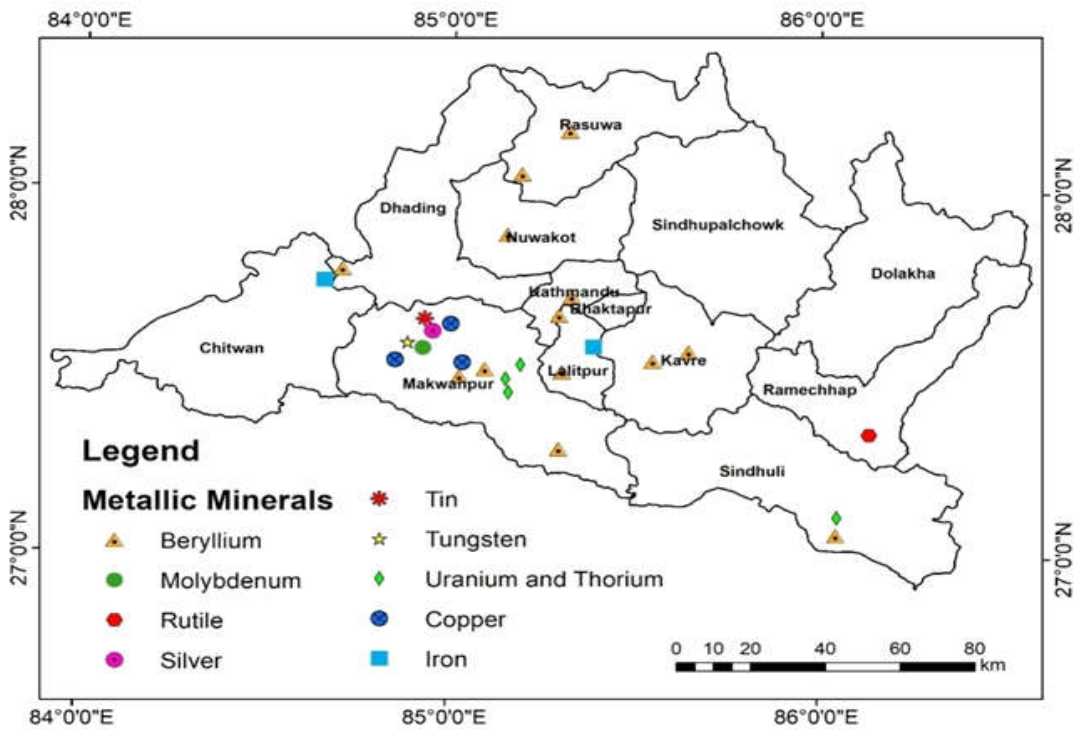 84°0'0"E 85°0'0"E 86°0'0"E
28°0'0"N
28°0'0"N
Rasuwa
Dhading
Nuwakot
Sindhupalchowk
Dolakha
Kathmandu
Bhaktapur
Chitwan
Makwanpur
Lalitpur
Kavre
Ramechhap
Sindhuli
Legend
Metallic Minerals
Beryllium
Molybdenum
Rutile
Silver
Tin
Tungsten
Uranium and Thorium
Copper
Iron
27°0'0"N
27°0'0"N
0 10 20 40 60 80
km
84°0'0"E 85°0'0"E 86°0'0"E